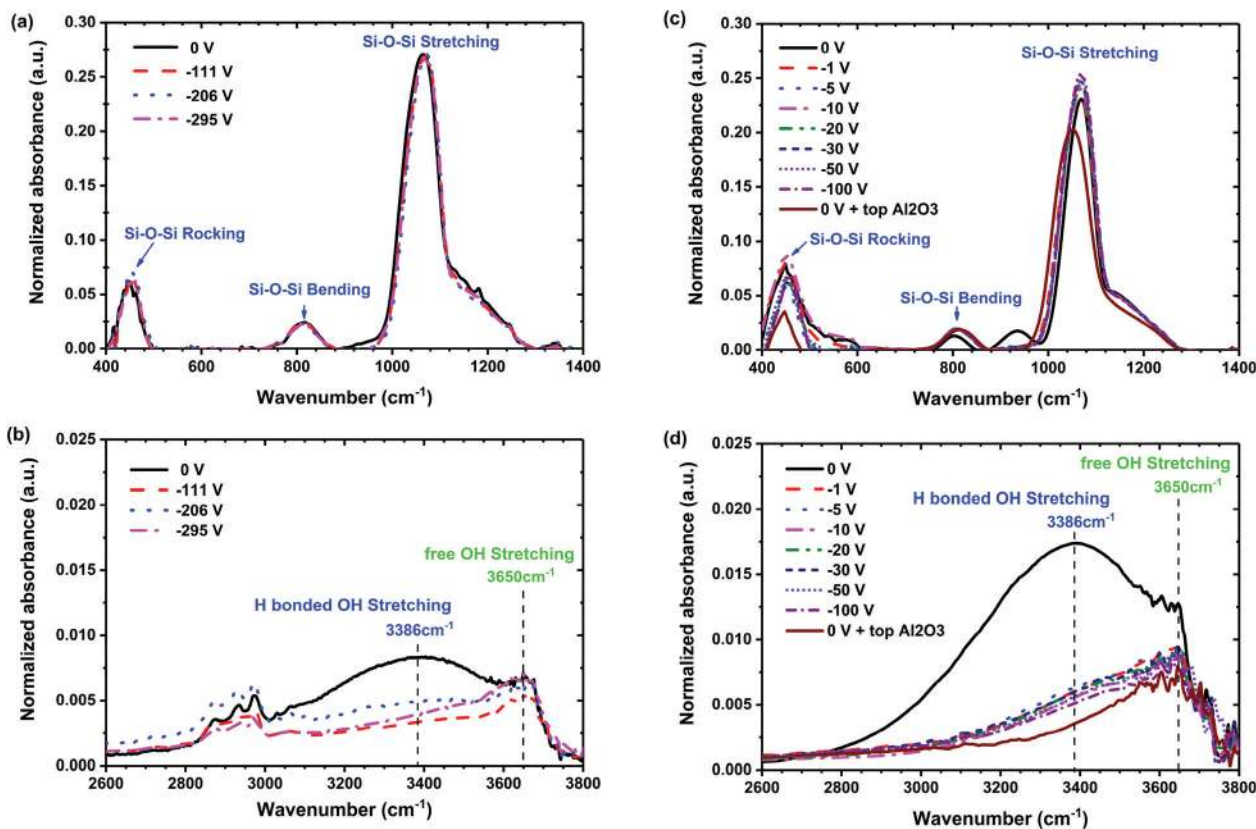 (a)
0.30
0.25
0.20
0.15
0.10
0.05
0.00
Normalized absorbance (a.u.)
0 V
-111 V
-206 V
-295 V
Si-O-Si Stretching
Si-O-Si Rocking
Si-O-Si Bending
400 600 800 1000 1200 1400
Wavenumber (cm-1)
(c)
0.30
0.25
0.20
0.15
0.10
0.05
0.00
Normalized absorbance (a.u.)
0 V
-1 V
-5 V
-10 V
-20 V
-30 V
-50 V
-100 V
0 V + top Al2O3
Si-O-Si Stretching
Si-O-Si Rocking
Si-O-Si Bending
400 600 800 1000 1200 1400
Wavenumber (cm-1)
(b)
0.025
0.020
0.015
0.010
0.005
0.000
Normalized absorbance (a.u.)
0 V
-111 V
-206 V
-295 V
free OH Stretching
3650cm-1
H bonded OH Stretching
3386cm-1
2600 2800 3000 3200 3400 3600 3800
Wavenumber (cm-1)
(d)
0.025
0.020
0.015
0.010
0.005
0.000
Normalized absorbance (a.u.)
0 V
-1 V
-5 V
-10 V
-20 V
-30 V
-50 V
-100 V
0 V + top Al2O3
free OH Stretching
3650cm-1
H bonded OH Stretching
3386cm-1
2600 2800 3000 3200 3400 3600 3800
Wavenumber (cm-1)